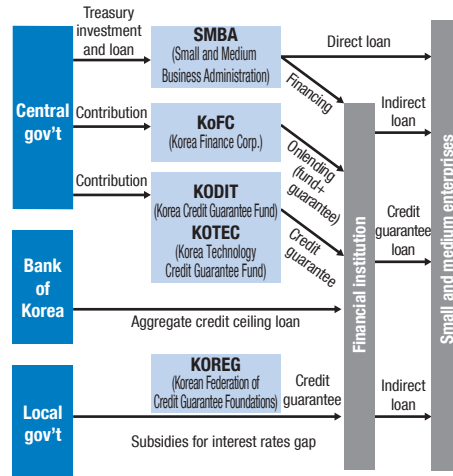 Treasury
investment
and loan
SMBA
(Small and Medium
Business Administration)
Direct loan
Financing
Central
gov't
Contribution
KoFC
(Korea Finance Corp.)
Onlending
(fund+
guarantee)
Indirect
loan
Contribution
KODIT
(Korea Credit Guarantee Fund)
KOTEC
(Korea Technology
Credit Guarantee Fund)
Credit
guarantee
Credit
guarantee
loan
Bank
of
Korea
Aggregate credit ceiling loan
Financial institution
Small and medium enterprises
Local
gov't
KOREG
(Korean Federation of
Credit Guarantee Foundations)
Credit
guarantee
Indirect
loan
Subsidies for interest rates gap